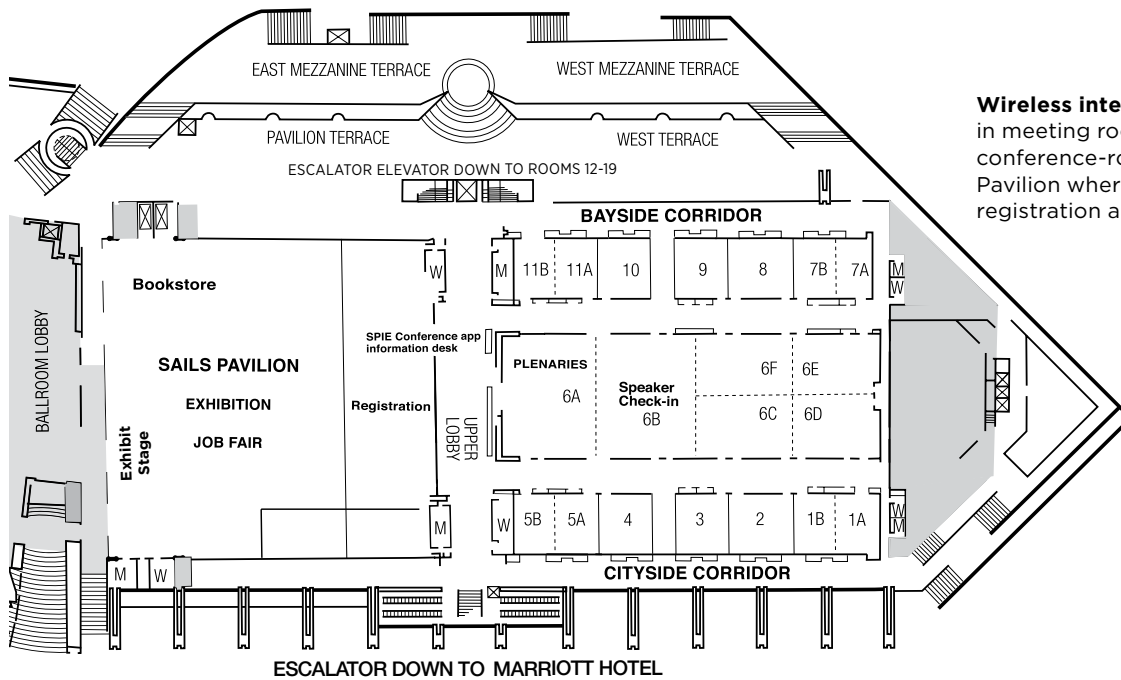 EAST MEZZANINE TERRACE
WEST MEZZANINE TERRACE
PAVILION TERRACE
WEST TERRACE
ESCALATOR ELEVATOR DOWN TO ROOMS 12-19
BAYSIDE CORRIDOR
Wireless inte
in meeting roo
conference-ro
Pavilion wher
registration a
BALLROOM LOBBY
Bookstore
SAILS PAVILION
EXHIBITION
JOB FAIR
Exhibit
Stage
W
SPIE Conference app
information desk
Registration
M
M
W
UPPER
LOBBY
M
11B
11A
10
9
8
7B
7A
M
W
PLENARIES
6A
Speaker
Check-in
6B
6F
6E
6C
6D
W
5B
5A
4
3
2
1B
1A
W
M
CITYSIDE CORRIDOR
ESCALATOR DOWN TO MARRIOTT HOTEL